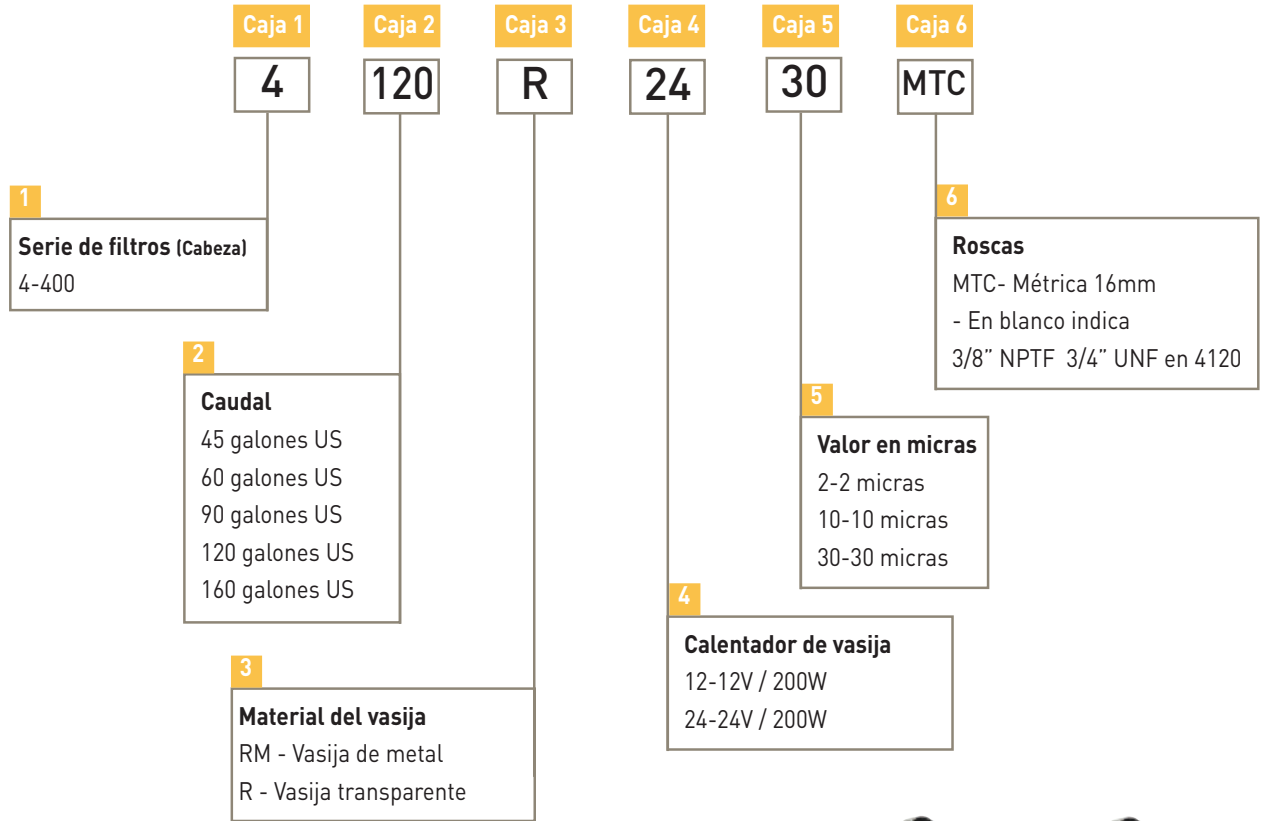 Caja 1 Caja 2 Caja 3 Caja 4 Caja 5 Caja 6
4 120 R 24 30 MTC
1
Serie de filtros (Cabeza)
4-400
2
Caudal
45 galones US
60 galones US
90 galones US
120 galones US
160 galones US
3
Material del vasija
RM - Vasija de metal
R - Vasija transparente
4
Calentador de vasija
12-12V / 200W
24-24V / 200W
5
Valor en micras
2-2 micras
10-10 micras
30-30 micras
6
Roscas
MTC- Métrica 16mm
- En blanco indica
3/8” NPTF 3/4” UNF en 4120